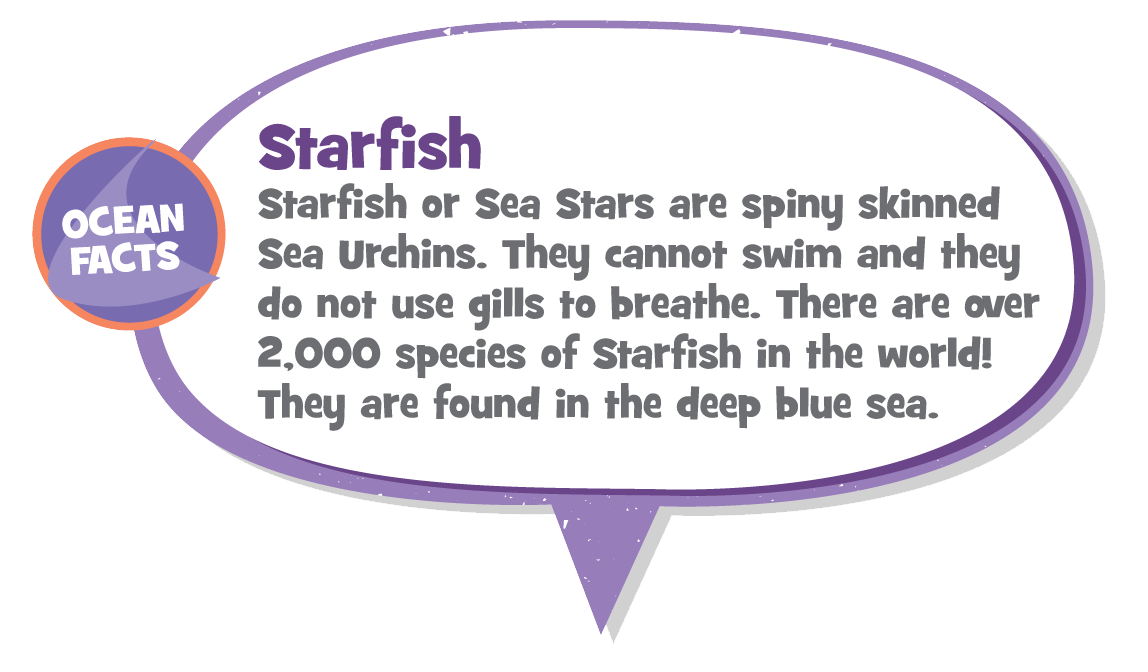 OCEAN
FACTS
Starfish
Starfish or Sea Stars are spiny skinned
Sea Urchins. They cannot swim and they
do not use gills to breathe. There are over
2,000 species of Starfish in the world!
They are found in the deep blue sea.